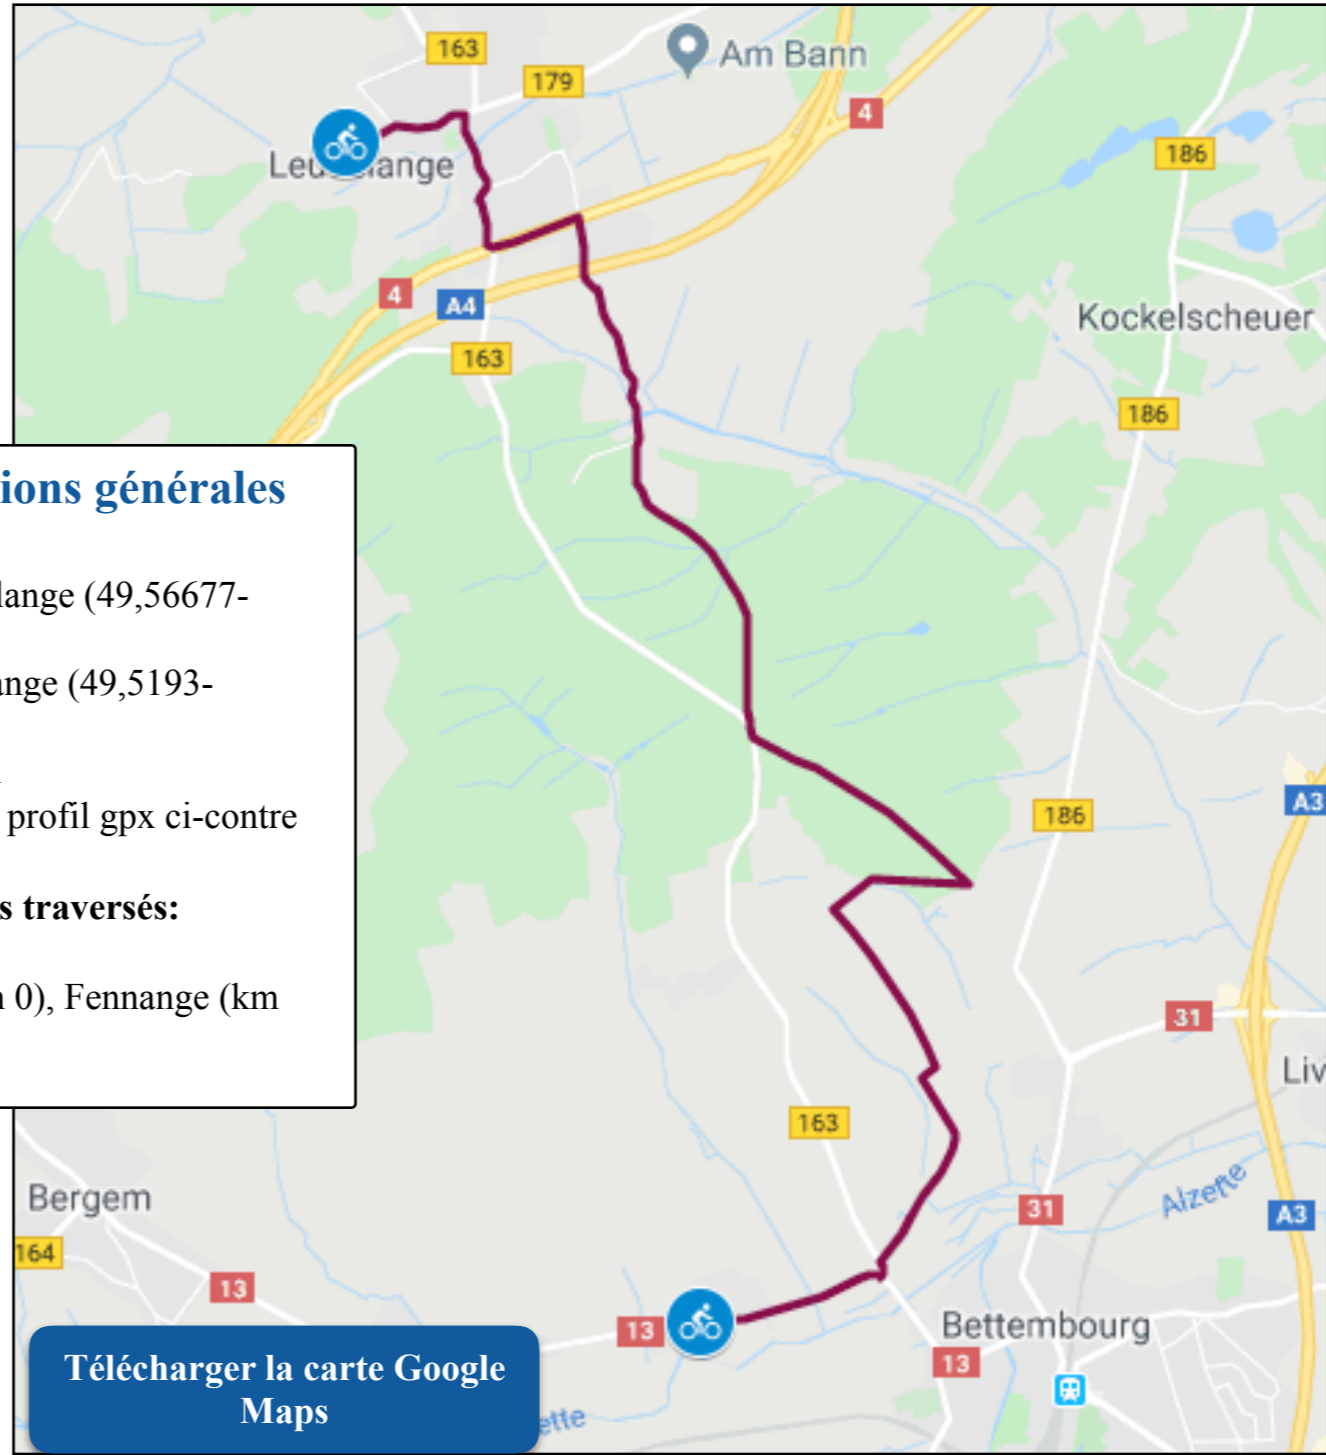 163
179
Am Bann
4
186
Leudelange
4
A4
Kockelscheuer
163
186
ions générales
lange (49,56677-
ange (49,5193-
profil gpx ci-contre
s traversés:
0), Fennange (km
186
A3
31
Liv
163
Bergem
Alzette
31
A3
164
13
13
Bettembourg
13
Télécharger la carte Google
Maps
ette